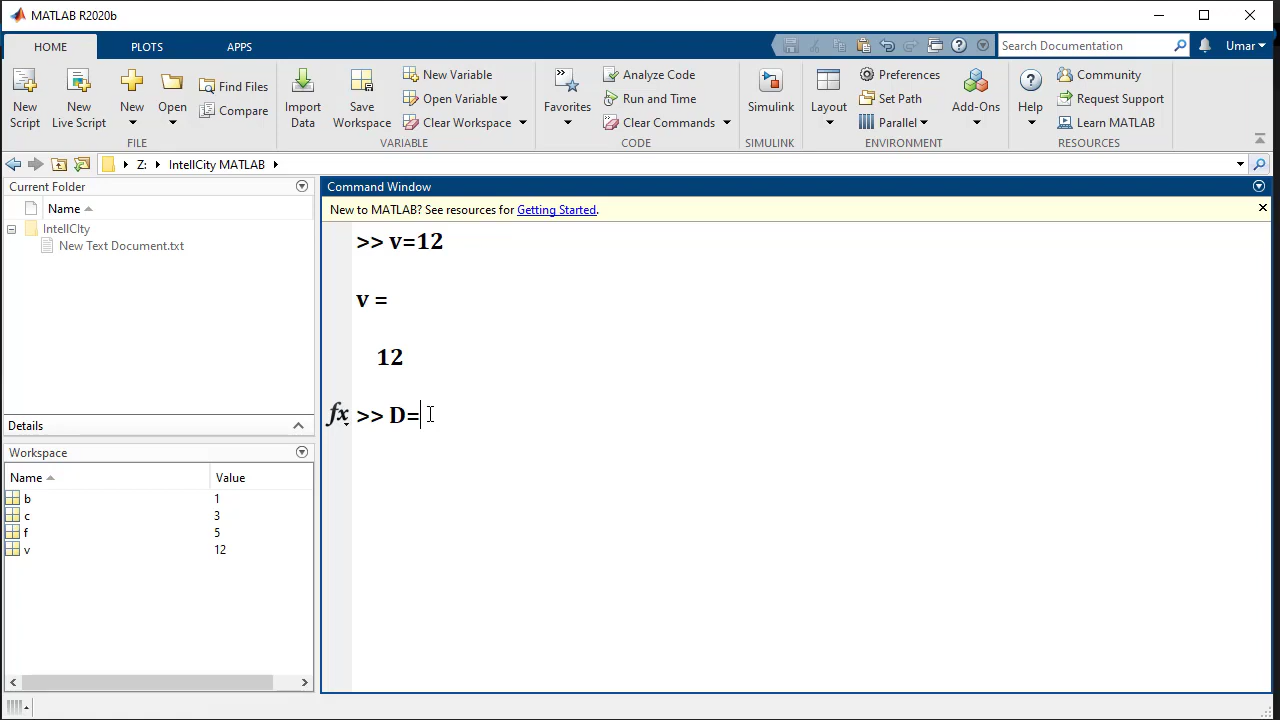 MATLAB R2020b
HOME PLOTS APPS
Search Documentation
Umar
New Script
New Live Script
New
Open
Find Files
Compare
FILE
Import Data
Save Workspace
New Variable
Open Variable
Clear Workspace
VARIABLE
Favorites
Analyze Code
Run and Time
Clear Commands
CODE
Simulink
SIMULINK
Layout
Preferences
Set Path
Parallel
ENVIRONMENT
Add-Ons
Help
Community
Request Support
Learn MATLAB
RESOURCES
Z: IntellCity MATLAB
Current Folder
Name
IntellCIty
New Text Document.txt
Details
Workspace
Name Value
b 1
c 3
f 5
v 12
Command Window
New to MATLAB? See resources for Getting Started.
>> v=12
v =
12
fx >> D=